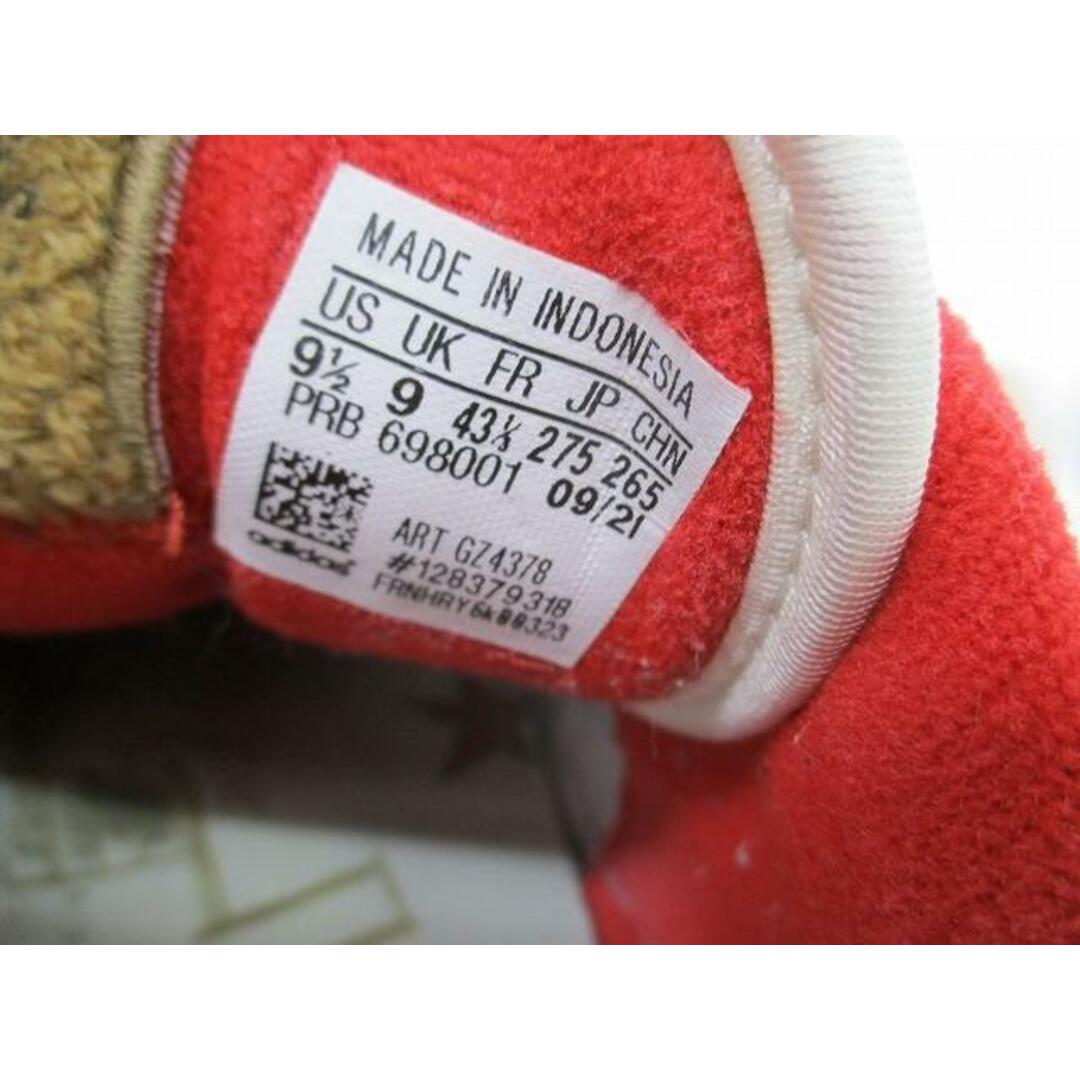 MADE IN INDONESIA
US UK FR JP CHN
9½ 9 43⅓ 275 265
PRB 698001 09/21
adidas
ART GZ4378
#128379318